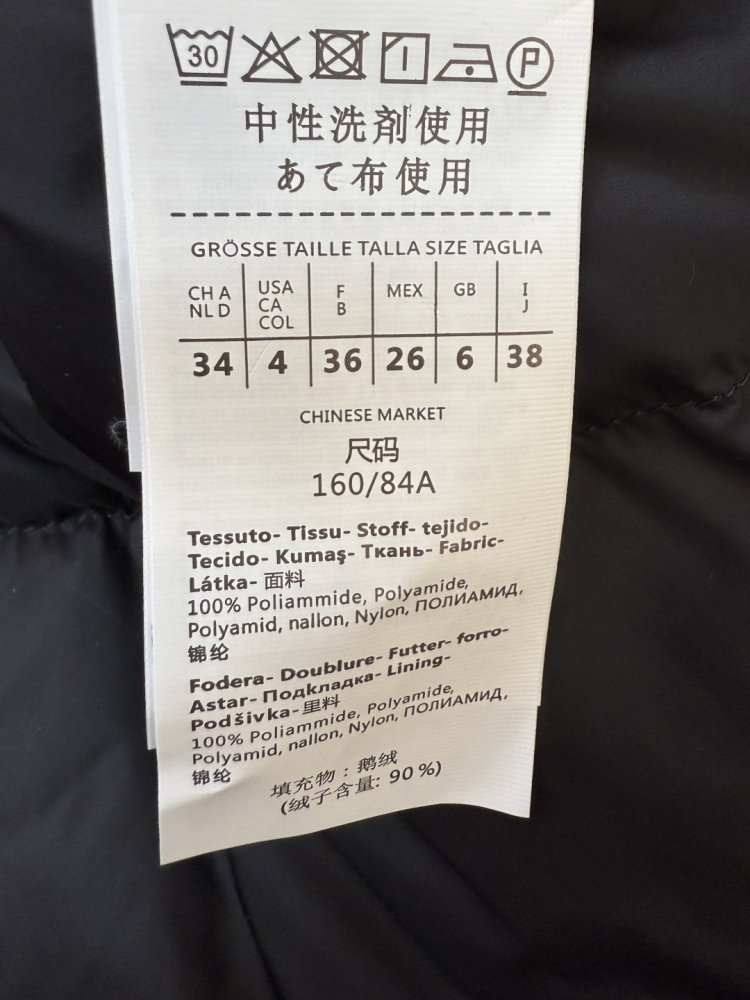 30 P
中性洗剤使用
あて布使用
GRÖSSE TAILLE TALLA SIZE TAGLIA
CH A NL D USA CA COL F B MEX GB I J
34 4 36 26 6 38
CHINESE MARKET
尺码
160/84A
Tessuto- Tissu- Stoff- tejido-
Tecido- Kumaş- Ткань- Fabric-
Látka- 面料
100% Poliammide, Polyamide,
Polyamid, nallon, Nylon, ПОЛИАМИД,
锦纶
Fodera- Doublure- Futter- forro-
Astar- Подкладка- Lining-
Podšivka- 里料
100% Poliammide, Polyamide,
Polyamid, nallon, Nylon, ПОЛИАМИД,
锦纶
填充物：鹅绒
(绒子含量: 90%)